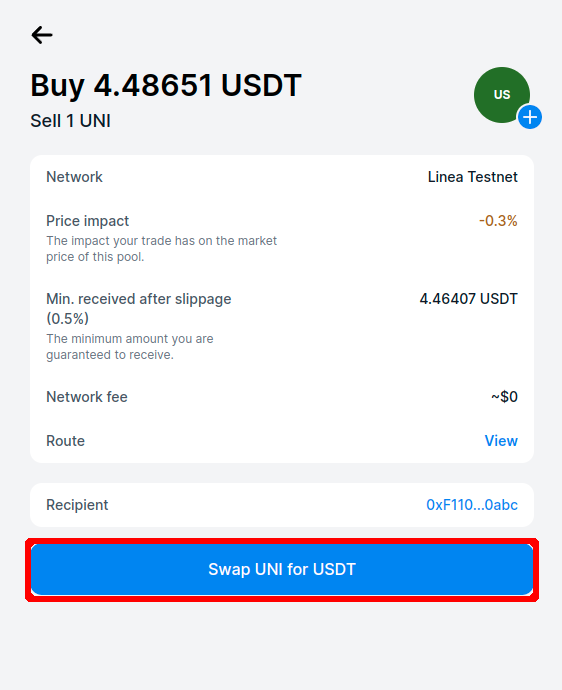 Buy 4.48651 USDT
Sell 1 UNI
US
Network
Linea Testnet
Price impact
-0.3%
The impact your trade has on the market
price of this pool.
Min. received after slippage
(0.5%)
4.46407 USDT
The minimum amount you are
guaranteed to receive.
Network fee
~$0
Route
View
Recipient
0xF110...0abc
Swap UNI for USDT